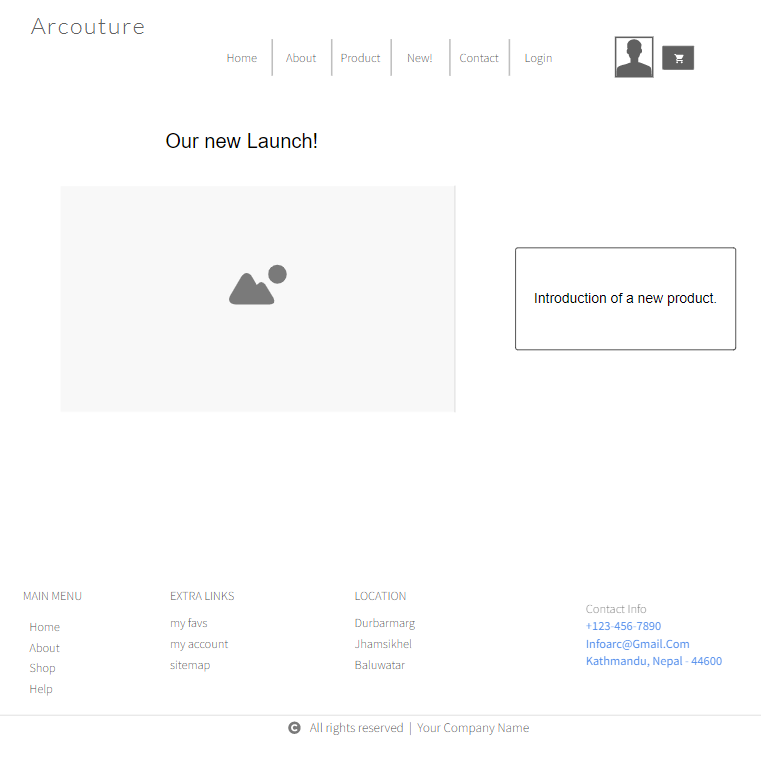 Arcouture
Home
About
Product
New!
Contact
Login
Our new Launch!
Introduction of a new product.
MAIN MENU
Home
About
Shop
Help
EXTRA LINKS
my favs
my account
sitemap
LOCATION
Durbarmarg
Jhamsikhel
Baluwatar
Contact Info
+123-456-7890
Infoarc@Gmail.Com
Kathmandu, Nepal - 44600
© All rights reserved | Your Company Name